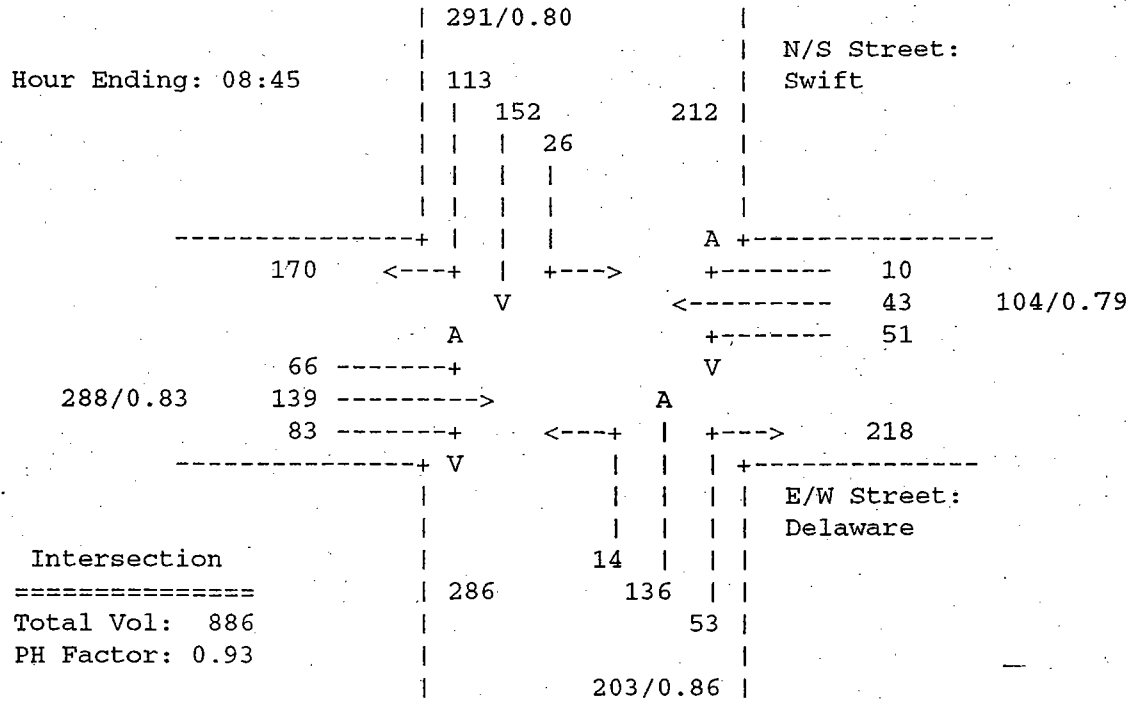 291/0.80
N/S Street:
Hour Ending: 08:45 113 Swift
152 212
26
A
170 <---+ +---> +------- 10
V <--------- 43 104/0.79
A +------- 51
66 -------+ V
288/0.83 139 ---------> A
83 -------+ <---+ +---> 218
V
E/W Street:
Delaware
Intersection 14
=============== 286 136
Total Vol: 886 53
PH Factor: 0.93
203/0.86